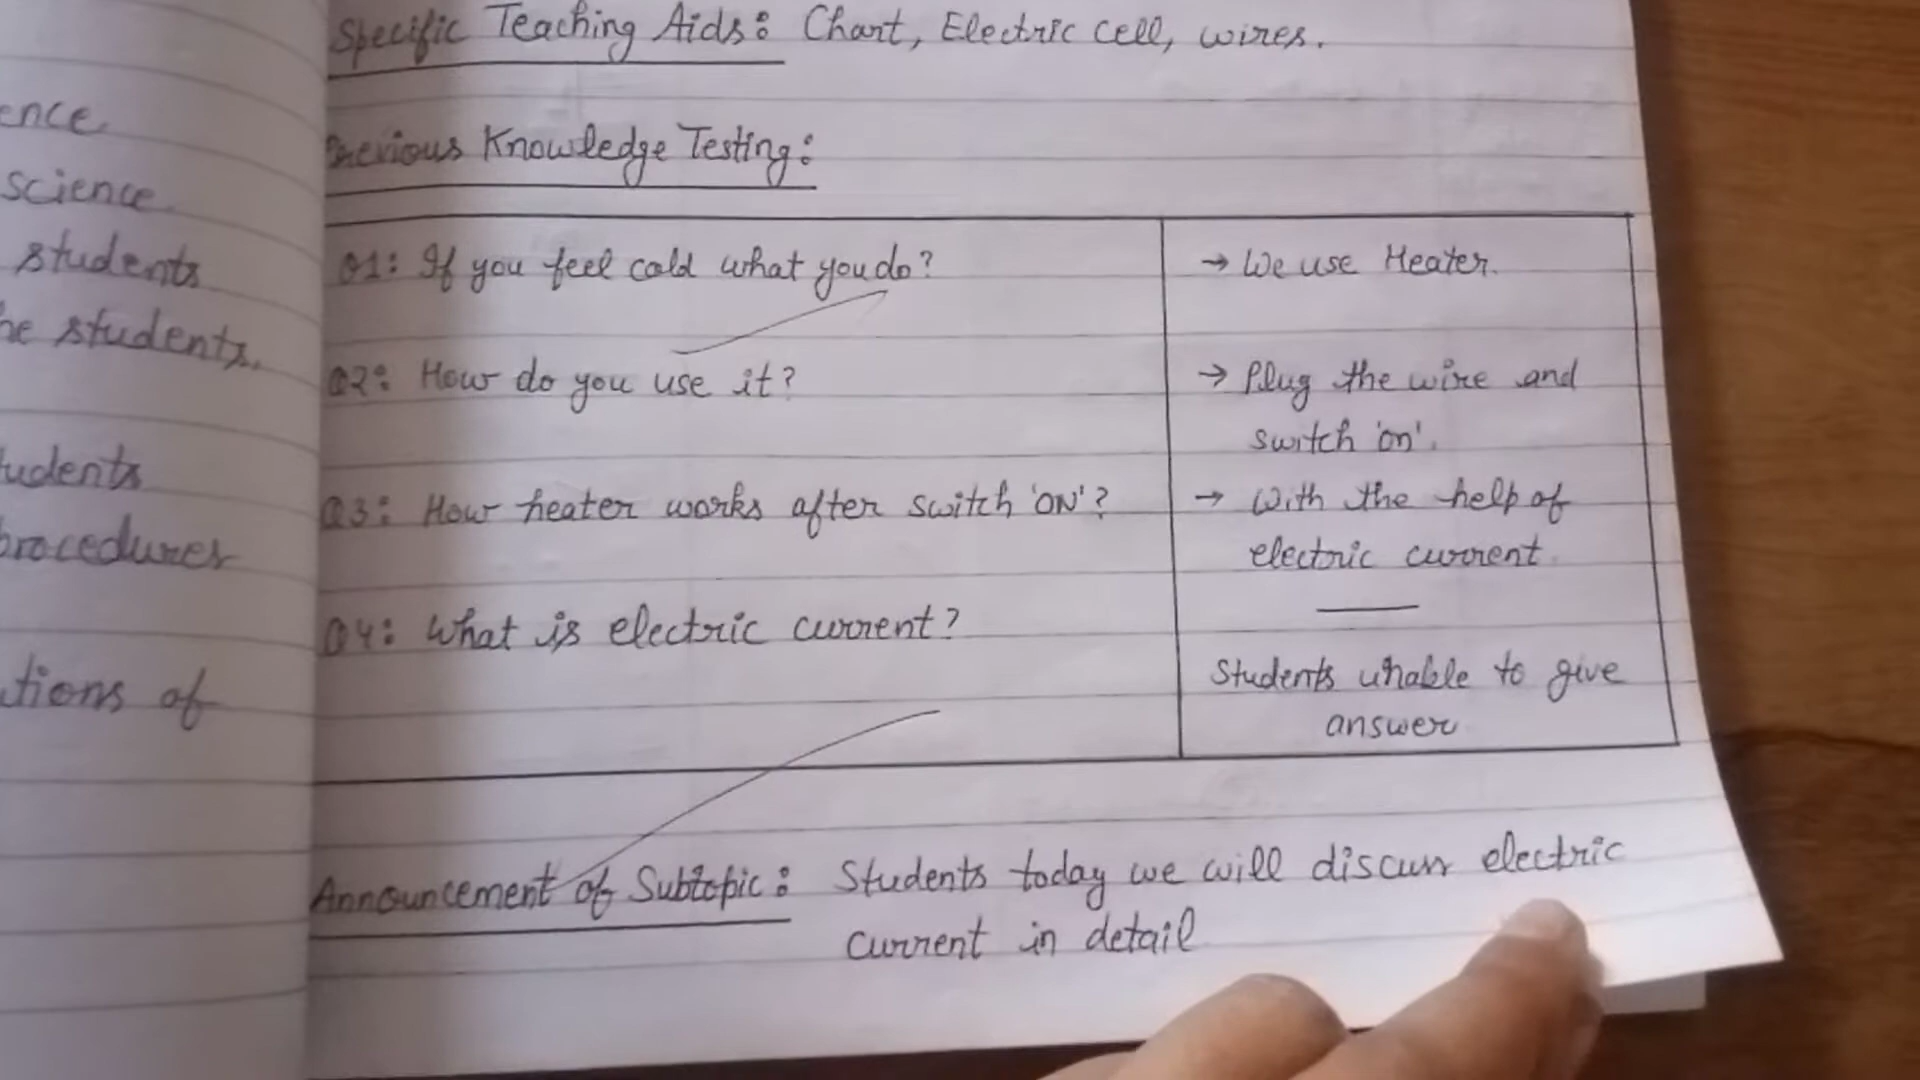 ence
science
students
he students.
tudents
procedures
tions of
Specific Teaching Aids: Chart, Electric cell, wires.
Previous Knowledge Testing:
Q1: If you feel cold what you do?
→ We use Heater.
Q2: How do you use it?
→ Plug the wire and
switch 'on'.
Q3: How heater works after switch 'ON'?
→ With the help of
electric current.
Q4: What is electric current?
Students unable to give
answer
Announcement of Subtopic: Students today we will discuss electric
current in detail